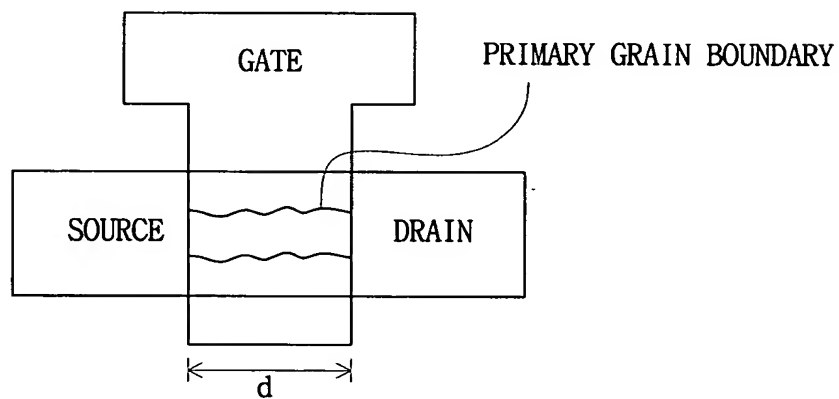 GATE
PRIMARY GRAIN BOUNDARY
SOURCE
DRAIN
d